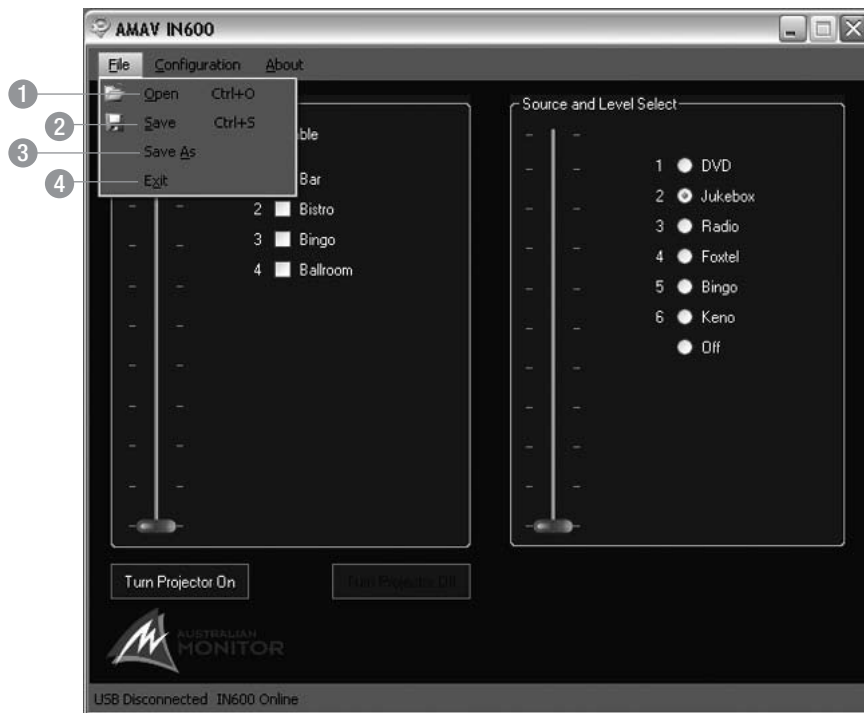 AMAV IN600
File Configuration About
1 Open Ctrl+O
2 Save Ctrl+S
3 Save As
4 Exit
ble
Bar
2 Bistro
3 Bingo
4 Ballroom
Source and Level Select
1 DVD
2 Jukebox
3 Radio
4 Foxtel
5 Bingo
6 Keno
Off
Turn Projector On
Turn Projector Off
AUSTRALIAN
MONITOR
USB Disconnected IN600 Online